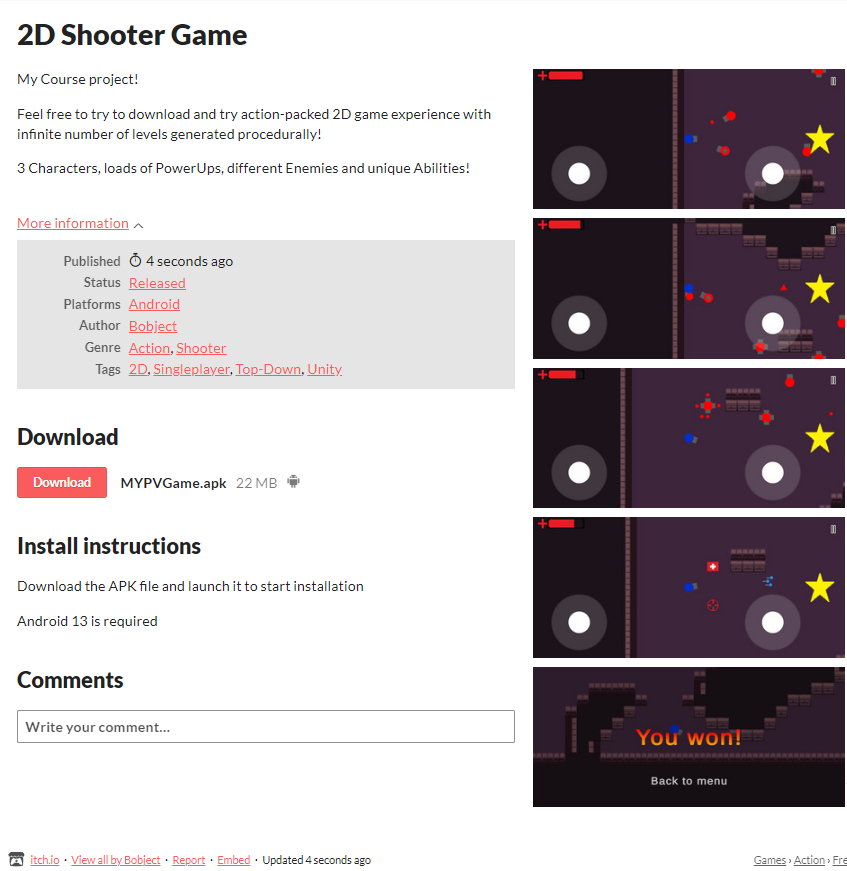 2D Shooter Game
My Course project!
Feel free to try to download and try action-packed 2D game experience with
infinite number of levels generated procedurally!
3 Characters, loads of PowerUps, different Enemies and unique Abilities!
More information
Published 4 seconds ago
Status Released
Platforms Android
Author Bobject
Genre Action, Shooter
Tags 2D, Singleplayer, Top-Down, Unity
Download
Download MYPVGame.apk 22 MB
Install instructions
Download the APK file and launch it to start installation
Android 13 is required
Comments
Write your comment...
You won!
Back to menu
itch.io · View all by Bobject · Report · Embed · Updated 4 seconds ago
Games › Action › Fre